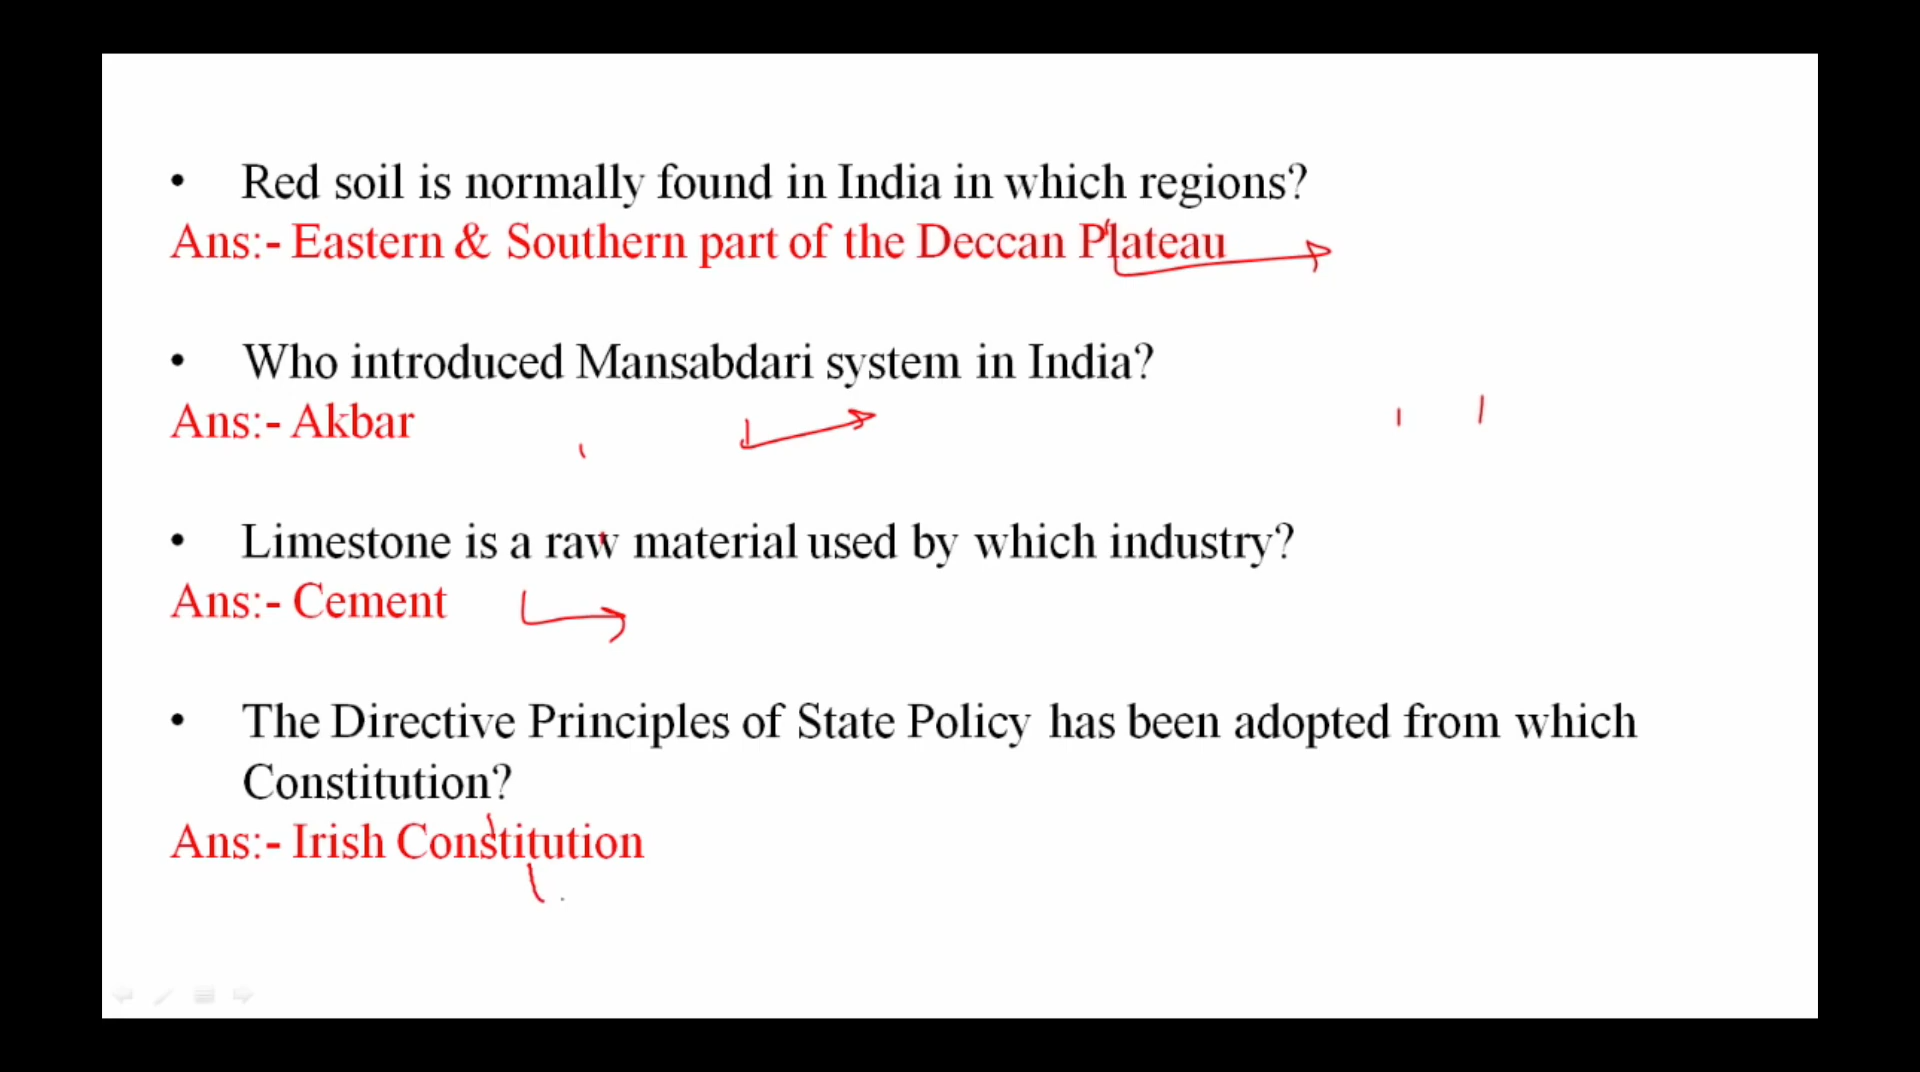 • Red soil is normally found in India in which regions?
Ans:- Eastern & Southern part of the Deccan Plateau
• Who introduced Mansabdari system in India?
Ans:- Akbar
• Limestone is a raw material used by which industry?
Ans:- Cement
• The Directive Principles of State Policy has been adopted from which
Constitution?
Ans:- Irish Constitution